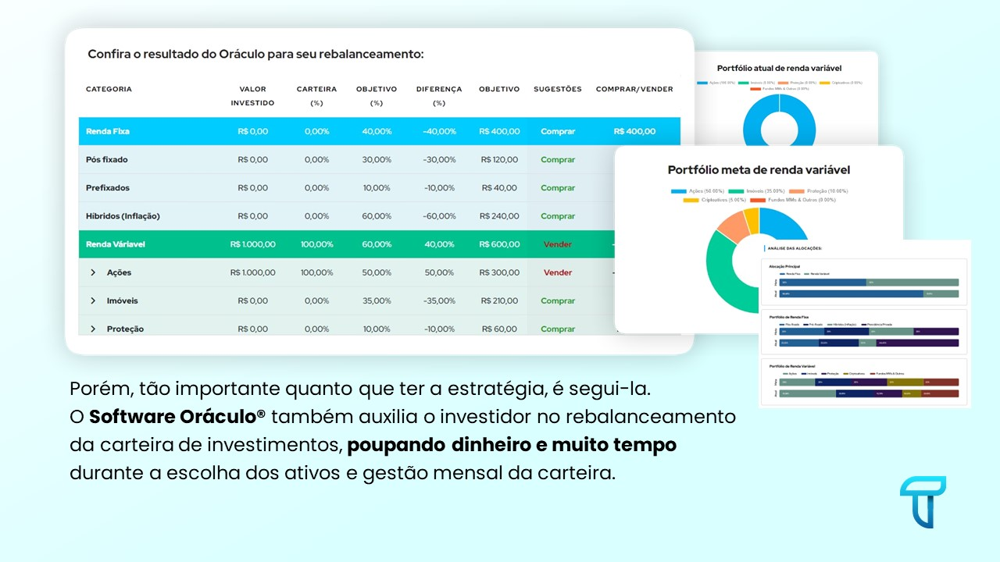 Confira o resultado do Oráculo para seu rebalanceamento:
CATEGORIA VALOR INVESTIDO CARTEIRA (%) OBJETIVO (%) DIFERENÇA (%) OBJETIVO SUGESTÕES COMPRAR/VENDER
Renda Fixa R$ 0,00 0,00% 40,00% -40,00% R$ 400,00 Comprar R$ 400,00
Pós fixado R$ 0,00 0,00% 30,00% -30,00% R$ 120,00 Comprar
Prefixados R$ 0,00 0,00% 10,00% -10,00% R$ 40,00 Comprar
Híbridos (Inflação) R$ 0,00 0,00% 60,00% -60,00% R$ 240,00 Comprar
Renda Váriavel R$ 1.000,00 100,00% 60,00% 40,00% R$ 600,00 Vender
Ações R$ 1.000,00 100,00% 50,00% 50,00% R$ 300,00 Vender
Imóveis R$ 0,00 0,00% 35,00% -35,00% R$ 210,00 Comprar
Proteção R$ 0,00 0,00% 10,00% -10,00% R$ 60,00 Comprar
Portfólio atual de renda variável
Ações (100.00%) Imóveis (0.00%) Proteção (0.00%) Criptoativos (0.00%)
Fundos MMs & Outros (0.00%)
Portfólio meta de renda variável
Ações (50.00%) Imóveis (35.00%) Proteção (10.00%)
Criptoativos (5.00%) Fundos MMs & Outros (0.00%)
ANÁLISE DAS ALOCAÇÕES:
Alocação Principal
Renda Fixa Renda Variável
Portfólio de Renda Fixa
Pós-fixado Pré-fixado Híbridos (Inflação) Previdência Privada
Portfólio de Renda Variável
Ações Imóveis Proteção Criptoativos Fundos MMs & Outros
Porém, tão importante quanto que ter a estratégia, é segui-la.
O Software Oráculo® também auxilia o investidor no rebalanceamento
da carteira de investimentos, poupando dinheiro e muito tempo
durante a escolha dos ativos e gestão mensal da carteira.